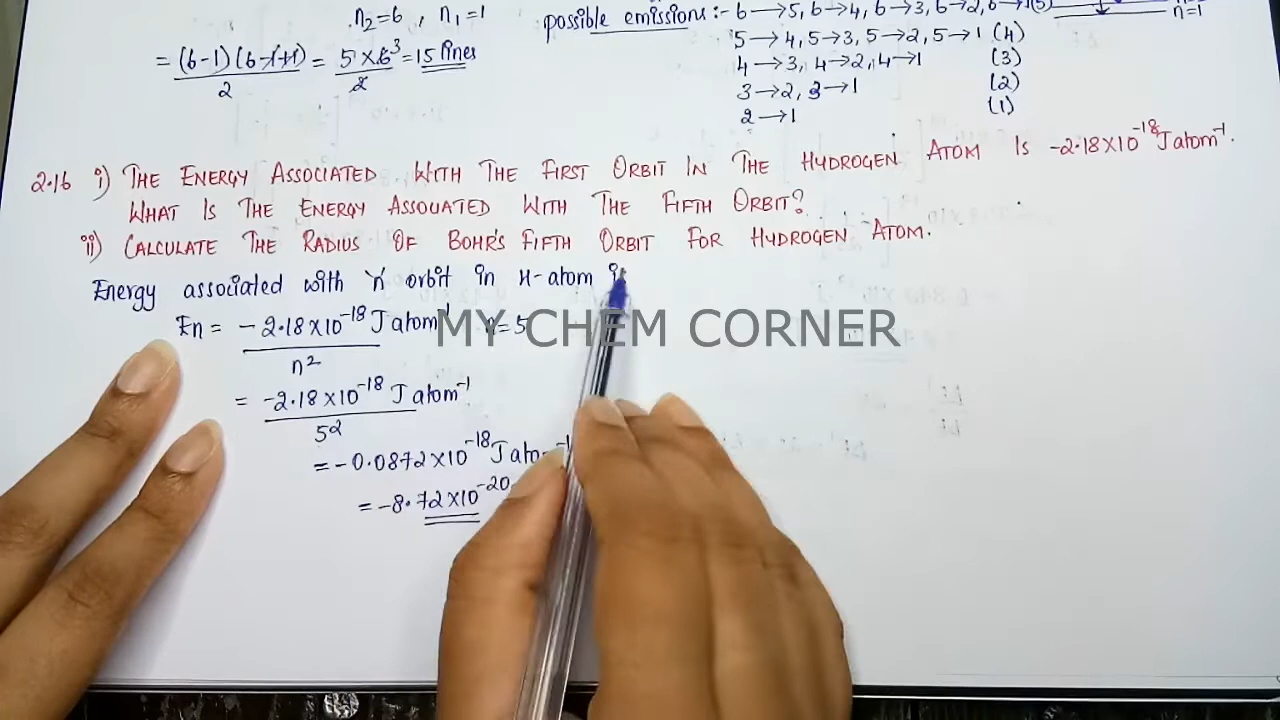 n2=6 , n1=1
possible emissions :- 6→5, 6→4, 6→3, 6→2, 6→1(5)
n=1
= (6-1)(6-1+1)/2 = 5×6³/2 = 15 lines
5→4, 5→3, 5→2, 5→1 (4)
4→3, 4→2, 4→1 (3)
3→2, 3→1 (2)
2→1 (1)
2.16 i) THE ENERGY ASSOCIATED WITH THE FIRST ORBIT IN THE HYDROGEN ATOM IS -2.18×10⁻¹⁸ J atom⁻¹.
WHAT IS THE ENERGY ASSOCIATED WITH THE FIFTH ORBIT?
ii) CALCULATE THE RADIUS OF BOHR'S FIFTH ORBIT FOR HYDROGEN ATOM.
Energy associated with 'n' orbit in H-atom is
En = -2.18×10⁻¹⁸ J atom⁻¹/n² n=5
= -2.18×10⁻¹⁸ J atom⁻¹/5²
= -0.0872×10⁻¹⁸ J atom⁻¹
= -8.72×10⁻²⁰
MY CHEM CORNER